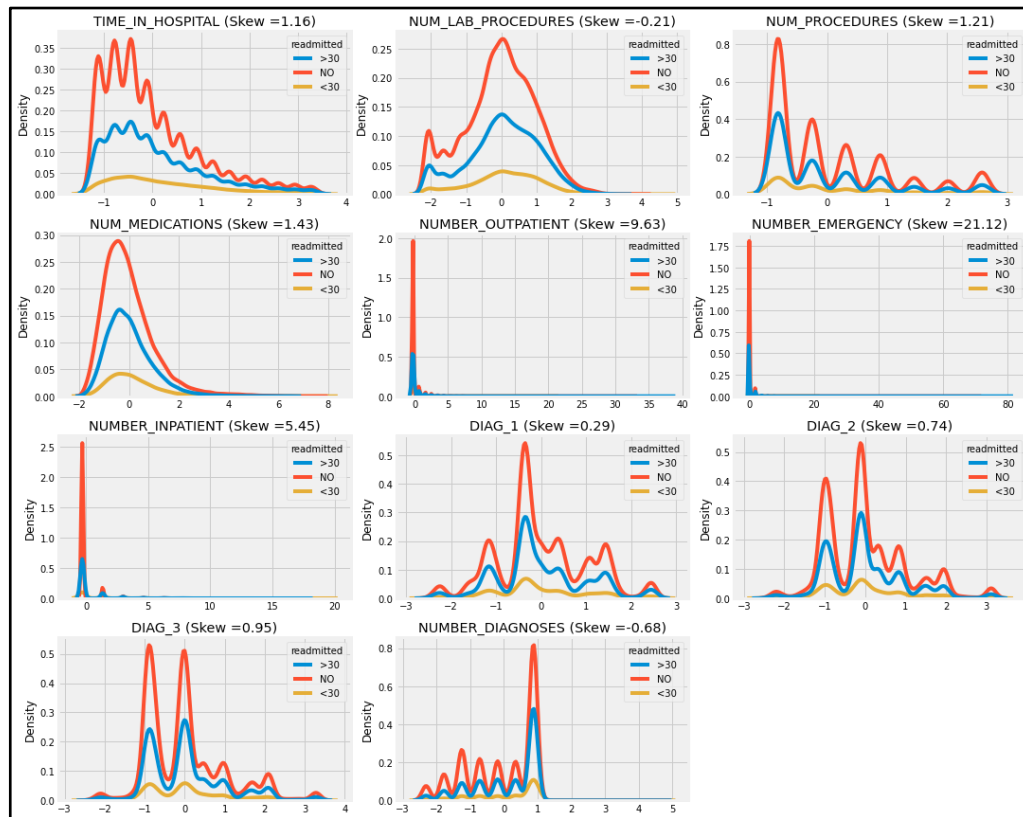 TIME_IN_HOSPITAL (Skew =1.16)
Density
0.35
0.30
0.25
0.20
0.15
0.10
0.05
0.00
−1 0 1 2 3 4
readmitted
>30
NO
<30
NUM_LAB_PROCEDURES (Skew =-0.21)
Density
0.25
0.20
0.15
0.10
0.05
0.00
−2 −1 0 1 2 3 4 5
readmitted
>30
NO
<30
NUM_PROCEDURES (Skew =1.21)
Density
0.8
0.6
0.4
0.2
0.0
−1 0 1 2 3
readmitted
>30
NO
<30
NUM_MEDICATIONS (Skew =1.43)
Density
0.30
0.25
0.20
0.15
0.10
0.05
0.00
−2 0 2 4 6 8
readmitted
>30
NO
<30
NUMBER_OUTPATIENT (Skew =9.63)
Density
2.0
1.5
1.0
0.5
0.0
0 5 10 15 20 25 30 35 40
readmitted
>30
NO
<30
NUMBER_EMERGENCY (Skew =21.12)
Density
1.75
1.50
1.25
1.00
0.75
0.50
0.25
0.00
0 20 40 60 80
readmitted
>30
NO
<30
NUMBER_INPATIENT (Skew =5.45)
Density
2.5
2.0
1.5
1.0
0.5
0.0
0 5 10 15 20
readmitted
>30
NO
<30
DIAG_1 (Skew =0.29)
Density
0.5
0.4
0.3
0.2
0.1
0.0
−3 −2 −1 0 1 2 3
readmitted
>30
NO
<30
DIAG_2 (Skew =0.74)
Density
0.5
0.4
0.3
0.2
0.1
0.0
−3 −2 −1 0 1 2 3
readmitted
>30
NO
<30
DIAG_3 (Skew =0.95)
Density
0.5
0.4
0.3
0.2
0.1
0.0
−3 −2 −1 0 1 2 3 4
readmitted
>30
NO
<30
NUMBER_DIAGNOSES (Skew =-0.68)
Density
0.8
0.6
0.4
0.2
0.0
−3 −2 −1 0 1 2 3 4 5
readmitted
>30
NO
<30